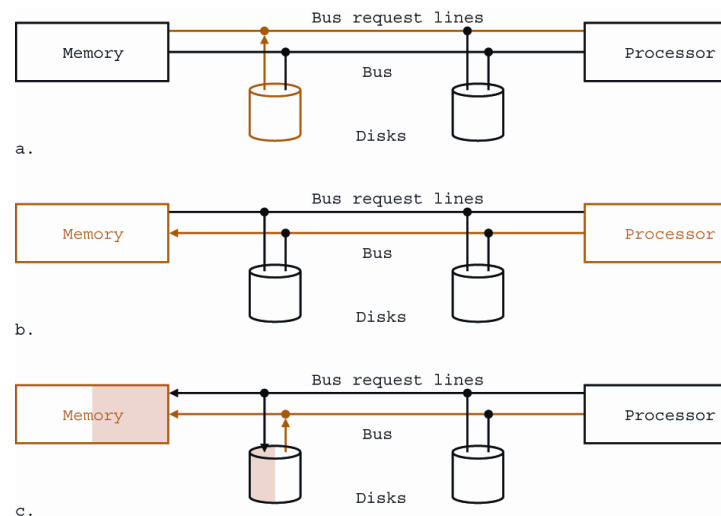 Bus request lines
Memory
Processor
Bus
Disks
a.
Bus request lines
Memory
Processor
Bus
Disks
b.
Bus request lines
Memory
Processor
Bus
Disks
c.